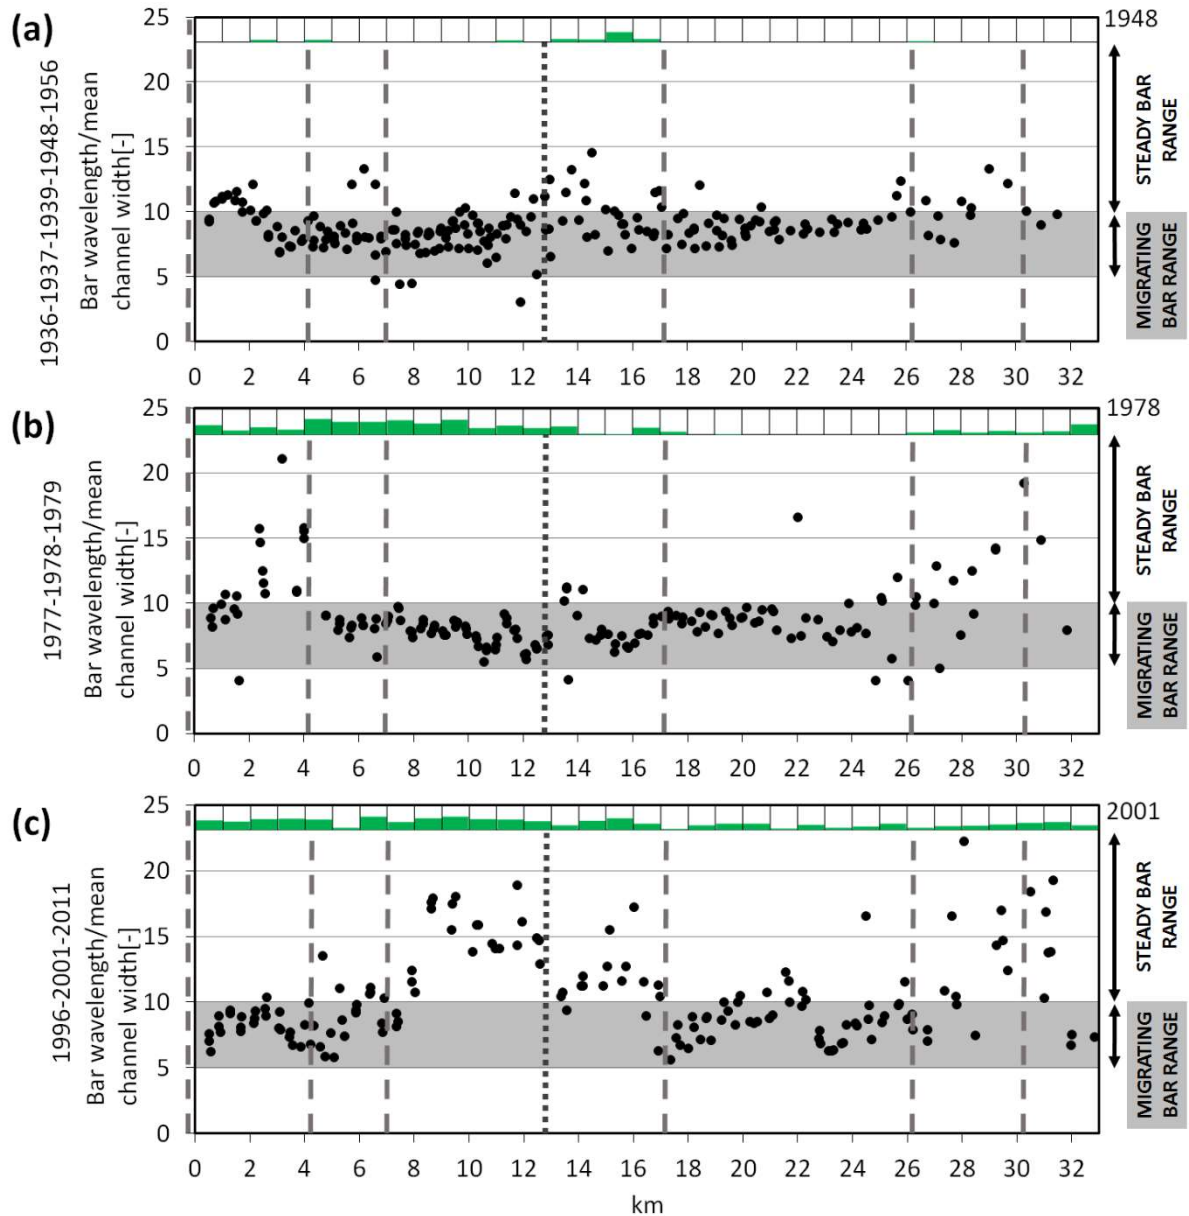 (a)
1936-1937-1939-1948-1956
Bar wavelength/mean
channel width[-]
25
20
15
10
5
0
1948
STEADY BAR
RANGE
MIGRATING
BAR RANGE
0 2 4 6 8 10 12 14 16 18 20 22 24 26 28 30 32
(b)
1977-1978-1979
Bar wavelength/mean
channel width[-]
25
20
15
10
5
0
1978
STEADY BAR
RANGE
MIGRATING
BAR RANGE
0 2 4 6 8 10 12 14 16 18 20 22 24 26 28 30 32
(c)
1996-2001-2011
Bar wavelength/mean
channel width[-]
25
20
15
10
5
0
2001
STEADY BAR
RANGE
MIGRATING
BAR RANGE
0 2 4 6 8 10 12 14 16 18 20 22 24 26 28 30 32
km